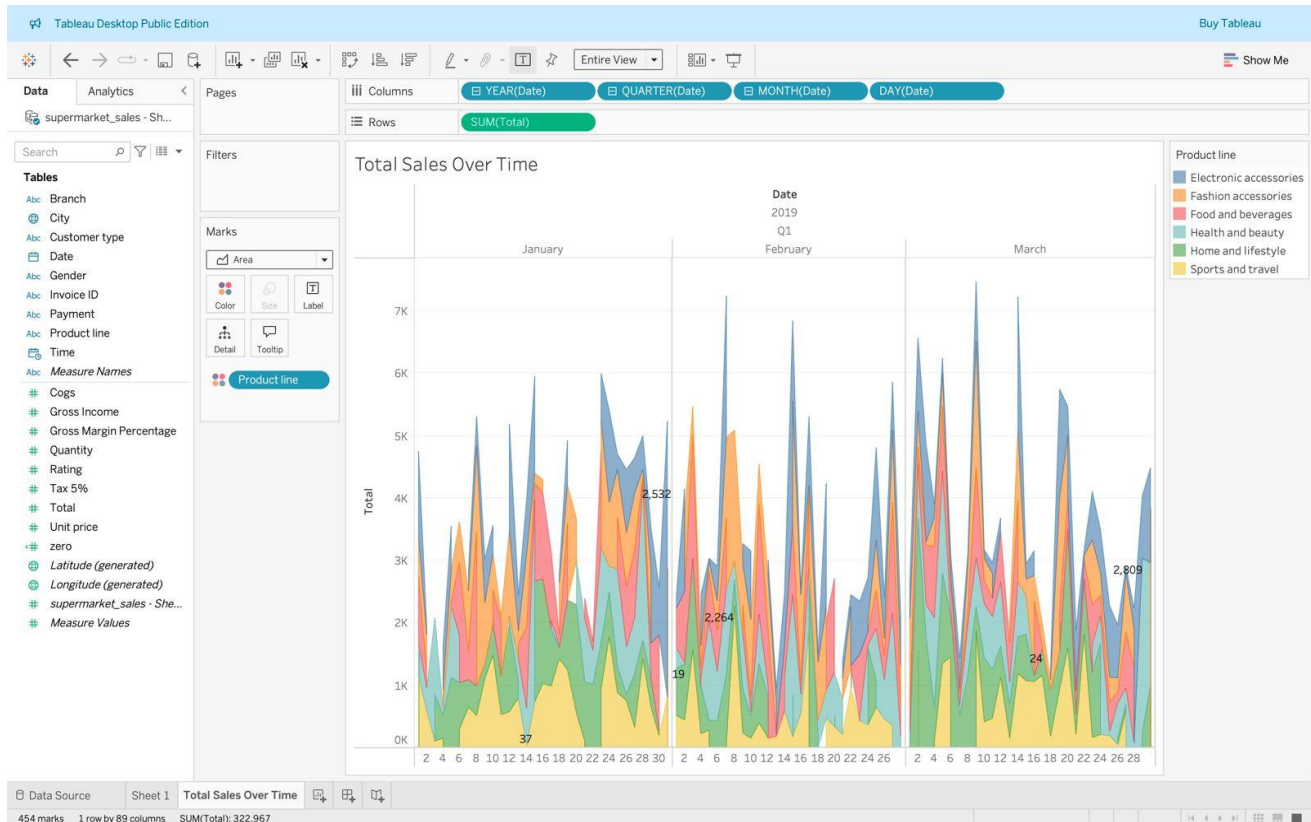 Tableau Desktop Public Edition
Buy Tableau
Entire View
Show Me
Data Analytics
supermarket_sales - Sh...
Search
Tables
Abc Branch
City
Abc Customer type
Date
Abc Gender
Abc Invoice ID
Abc Payment
Abc Product line
Time
Abc Measure Names
# Cogs
# Gross Income
# Gross Margin Percentage
# Quantity
# Rating
# Tax 5%
# Total
# Unit price
=# zero
Latitude (generated)
Longitude (generated)
# supermarket_sales - She...
# Measure Values
Pages
Filters
Marks
Area
Color Size Label
Detail Tooltip
Product line
Columns YEAR(Date) QUARTER(Date) MONTH(Date) DAY(Date)
Rows SUM(Total)
Total Sales Over Time
Date
2019
Q1
January February March
Total
7K
6K
5K
4K
3K
2K
1K
0K
2,532
2,809
2,264
19
24
37
2 4 6 8 10 12 14 16 18 20 22 24 26 28 30 2 4 6 8 10 12 14 16 18 20 22 24 26 2 4 6 8 10 12 14 16 18 20 22 24 26 28
Product line
Electronic accessories
Fashion accessories
Food and beverages
Health and beauty
Home and lifestyle
Sports and travel
Data Source Sheet 1 Total Sales Over Time
454 marks 1 row by 89 columns SUM(Total): 322,967